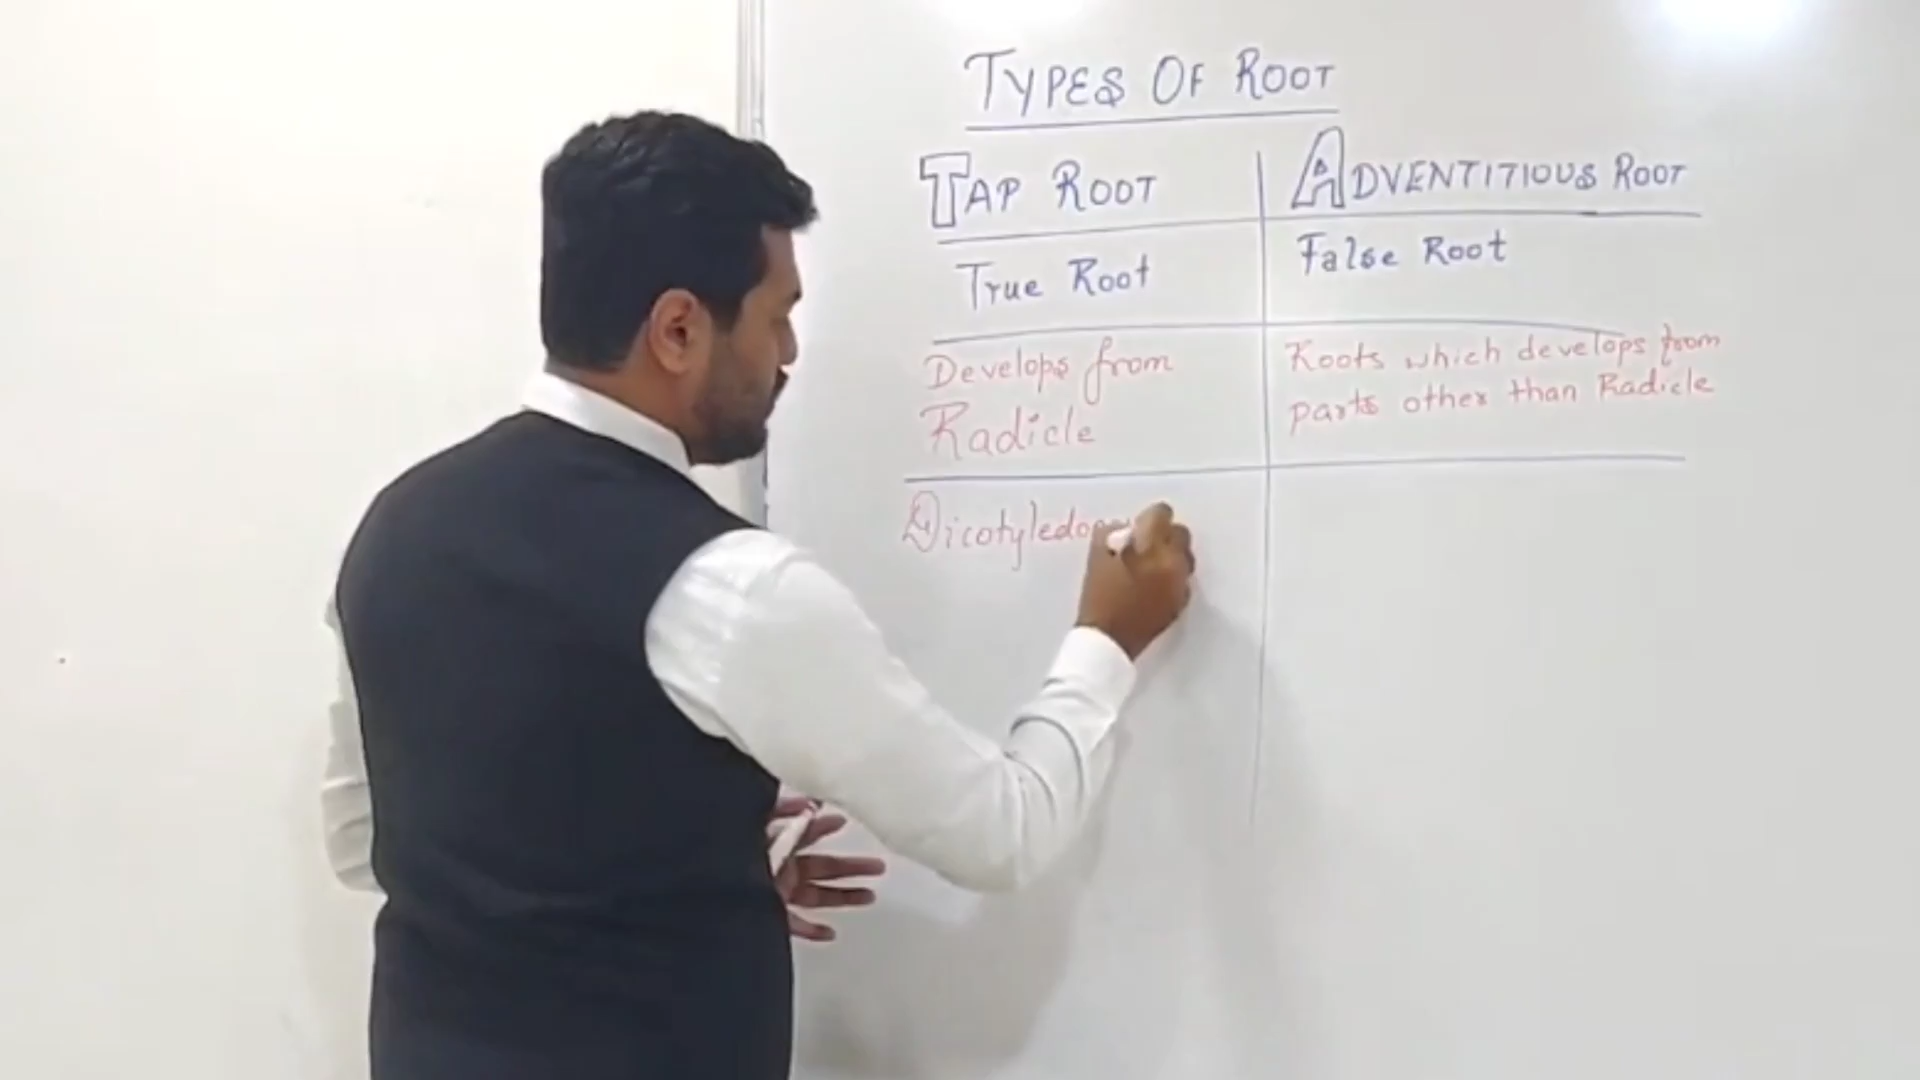 TYPES OF ROOT
TAP ROOT
ADVENTITIOUS ROOT
True Root
False Root
Develops from
Radicle
Roots which develops from
parts other than Radicle